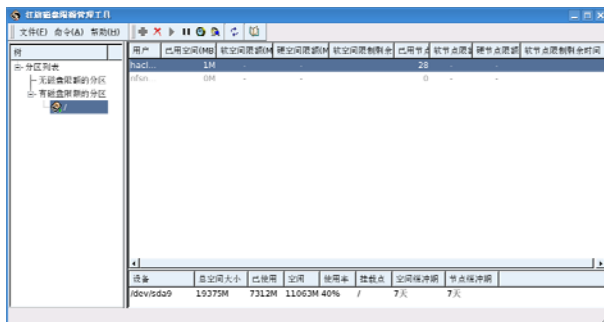 红旗磁盘限额管理工具
文件(F) 命令(A) 帮助(H)
树
分区列表
无磁盘限额的分区
有磁盘限额的分区
/
用户 已用空间(MB 软空间限额(M 硬空间限额(M 软空间限制剩余 已用节点 软节点限额 硬节点限额 软节点限制剩余时间
hacl... 1M - - 28 - -
nfsn... 0M - - 0 - -
设备 总空间大小 已使用 空闲 使用率 挂载点 空间缓冲期 节点缓冲期
/dev/sda9 19375M 7312M 11063M 40% / 7天 7天